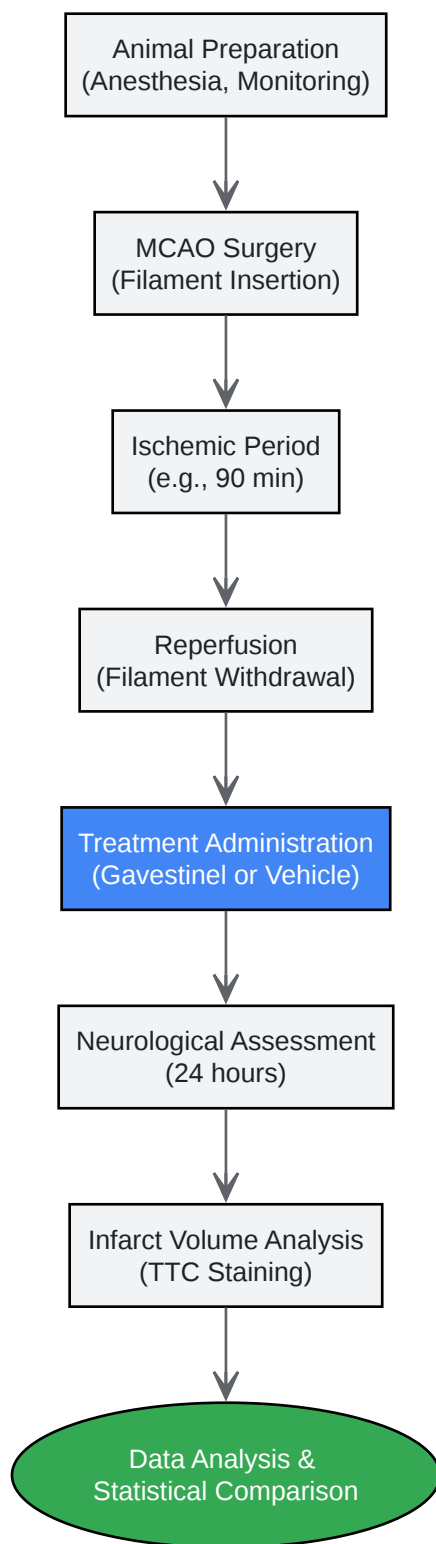 Animal Preparation
(Anesthesia, Monitoring)
MCAO Surgery
(Filament Insertion)
Ischemic Period
(e.g., 90 min)
Reperfusion
(Filament Withdrawal)
Treatment Administration
(Gavestinel or Vehicle)
Neurological Assessment
(24 hours)
Infarct Volume Analysis
(TTC Staining)
Data Analysis &
Statistical Comparison